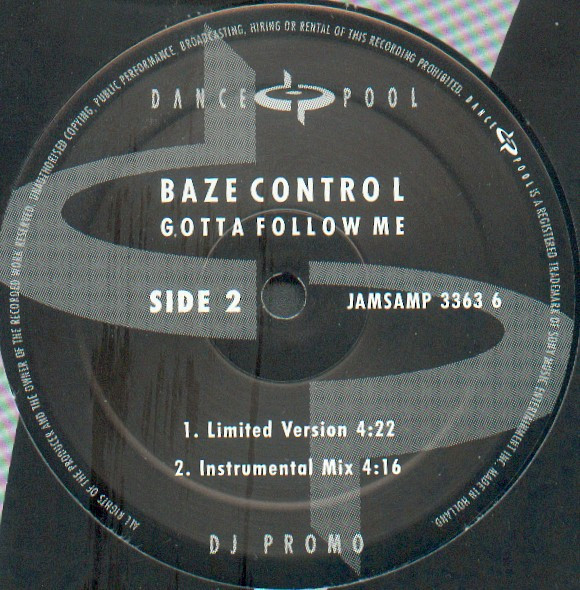 ALL RIGHTS OF THE PRODUCER AND THE OWNER OF THE RECORDED WORK RESERVED. UNAUTHORISED COPYING, PUBLIC PERFORMANCE, BROADCASTING, HIRING OR RENTAL OF THIS RECORDING PROHIBITED. DANCE POOL IS A REGISTERED TRADEMARK OF SONY MUSIC ENTERTAINMENT INC. MADE IN HOLLAND.
DANCE POOL
BAZE CONTROL
GOTTA FOLLOW ME
SIDE 2 JAMSAMP 3363 6
1. Limited Version 4:22
2. Instrumental Mix 4:16
DJ PROMO